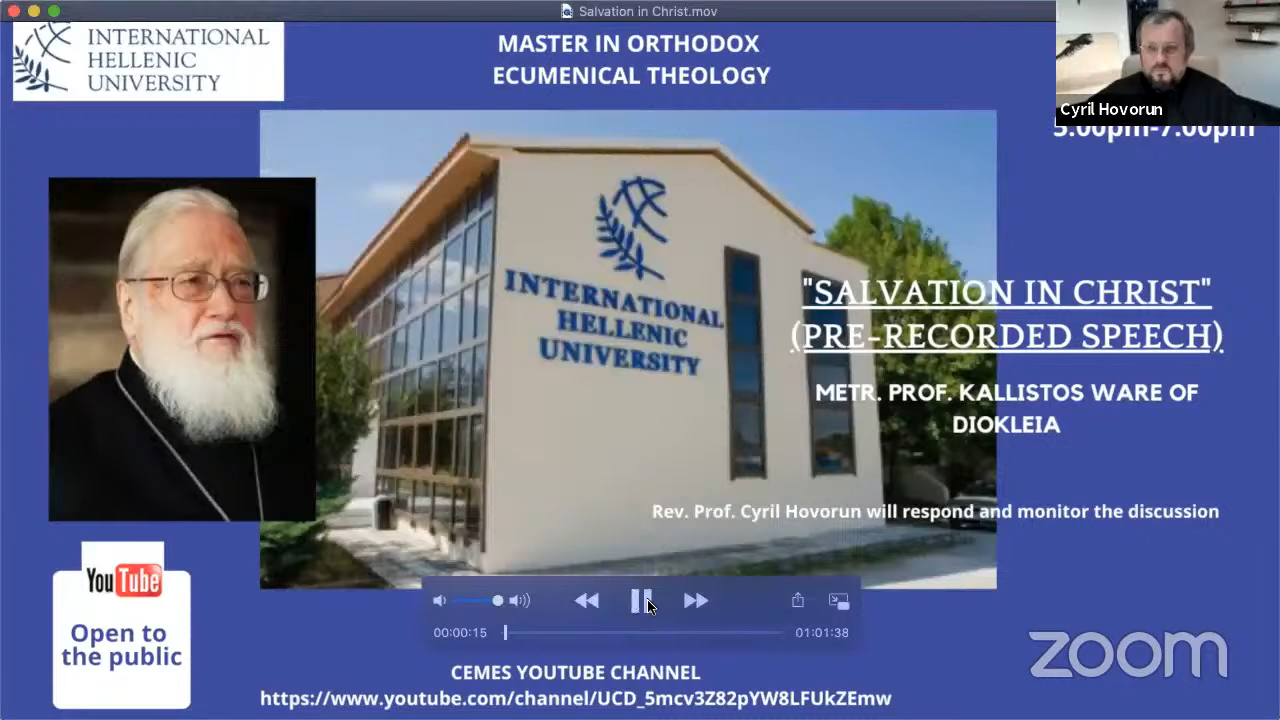 Salvation in Christ.mov
INTERNATIONAL
HELLENIC
UNIVERSITY
MASTER IN ORTHODOX
ECUMENICAL THEOLOGY
Cyril Hovorun
5.00pm-7.00pm
INTERNATIONAL
HELLENIC
UNIVERSITY
"SALVATION IN CHRIST"
(PRE-RECORDED SPEECH)
METR. PROF. KALLISTOS WARE OF
DIOKLEIA
Rev. Prof. Cyril Hovorun will respond and monitor the discussion
YouTube
Open to
the public
00:00:15
01:01:38
CEMES YOUTUBE CHANNEL
https://www.youtube.com/channel/UCD_5mcv3Z82pYW8LFUkZEmw
zoom